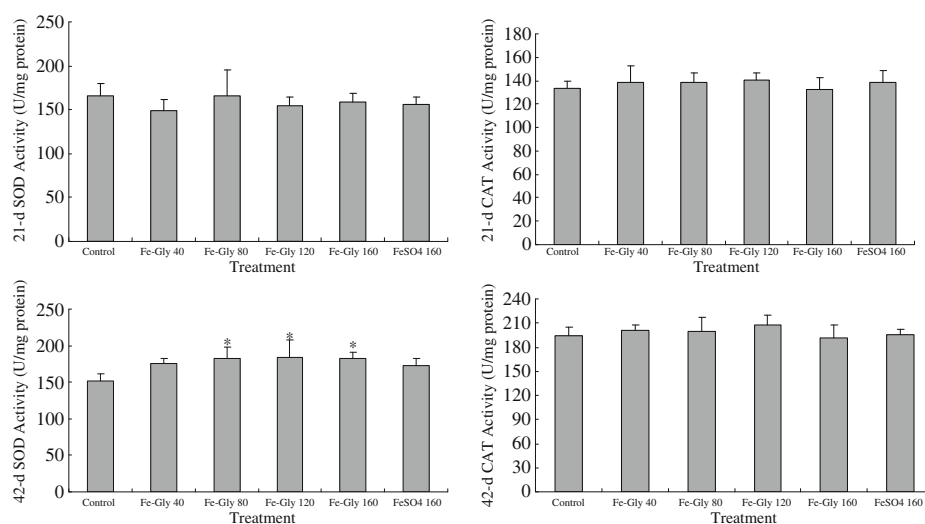 21-d SOD Activity (U/mg protein)
250
200
150
100
50
0
Control Fe-Gly 40 Fe-Gly 80 Fe-Gly 120 Fe-Gly 160 FeSO4 160
Treatment
21-d CAT Activity (U/mg protein)
180
160
140
120
100
80
60
40
20
0
Control Fe-Gly 40 Fe-Gly 80 Fe-Gly 120 Fe-Gly 160 FeSO4 160
Treatment
42-d SOD Activity (U/mg protein)
250
200
150
100
50
0
* * *
Control Fe-Gly 40 Fe-Gly 80 Fe-Gly 120 Fe-Gly 160 FeSO4 160
Treatment
42-d CAT Activity (U/mg protein)
240
210
180
150
120
90
60
30
0
Control Fe-Gly 40 Fe-Gly 80 Fe-Gly 120 Fe-Gly 160 FeSO4 160
Treatment